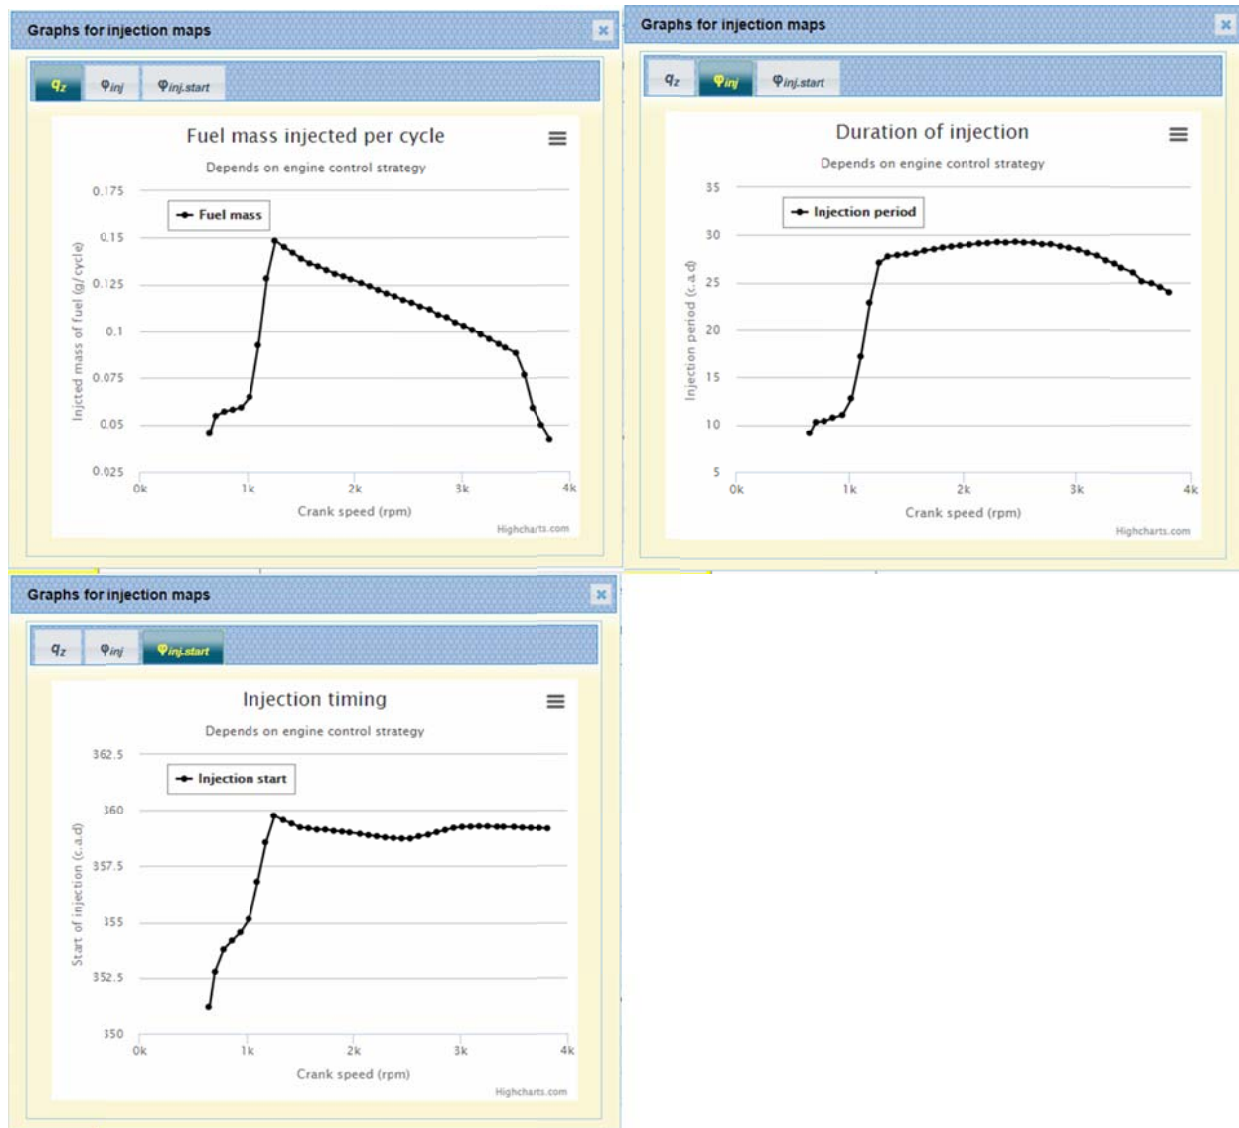 Graphs for injection maps
qz φinj φinj.start
Fuel mass injected per cycle
Depends on engine control strategy
Fuel mass
Injcted mass of fuel (g/cycle)
0.175
0.15
0.125
0.1
0.075
0.05
0.025
0k 1k 2k 3k 4k
Crank speed (rpm)
Highcharts.com
Graphs for injection maps
qz φinj φinj.start
Duration of injection
Depends on engine control strategy
Injection period
Injection period (c.a.d)
35
30
25
20
15
10
5
0k 1k 2k 3k 4k
Crank speed (rpm)
Highcharts.com
Graphs for injection maps
qz φinj φinj.start
Injection timing
Depends on engine control strategy
Injection start
Start of injection (c.a.d)
362.5
360
357.5
355
352.5
350
0k 1k 2k 3k 4k
Crank speed (rpm)
Highcharts.com